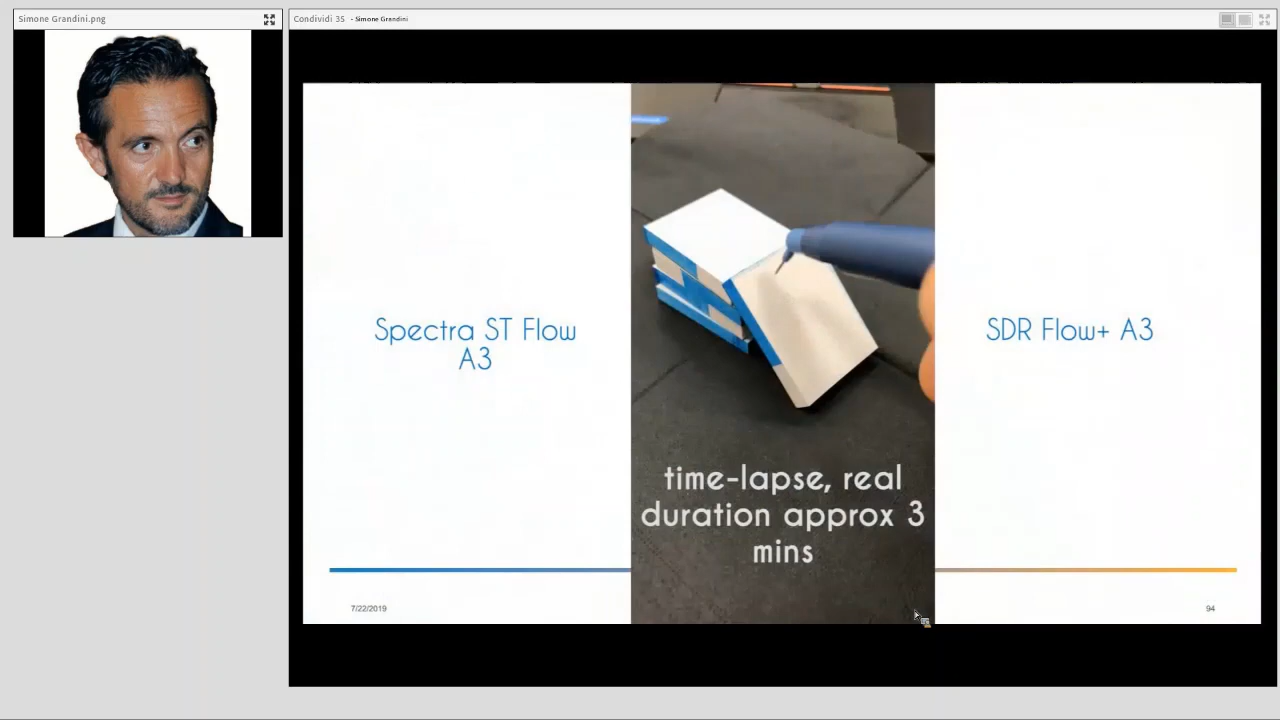 Simone Grandini.png
Condividi 35 - Simone Grandini
Spectra ST Flow
A3
SDR Flow+ A3
time-lapse, real
duration approx 3
mins
7/22/2019
94